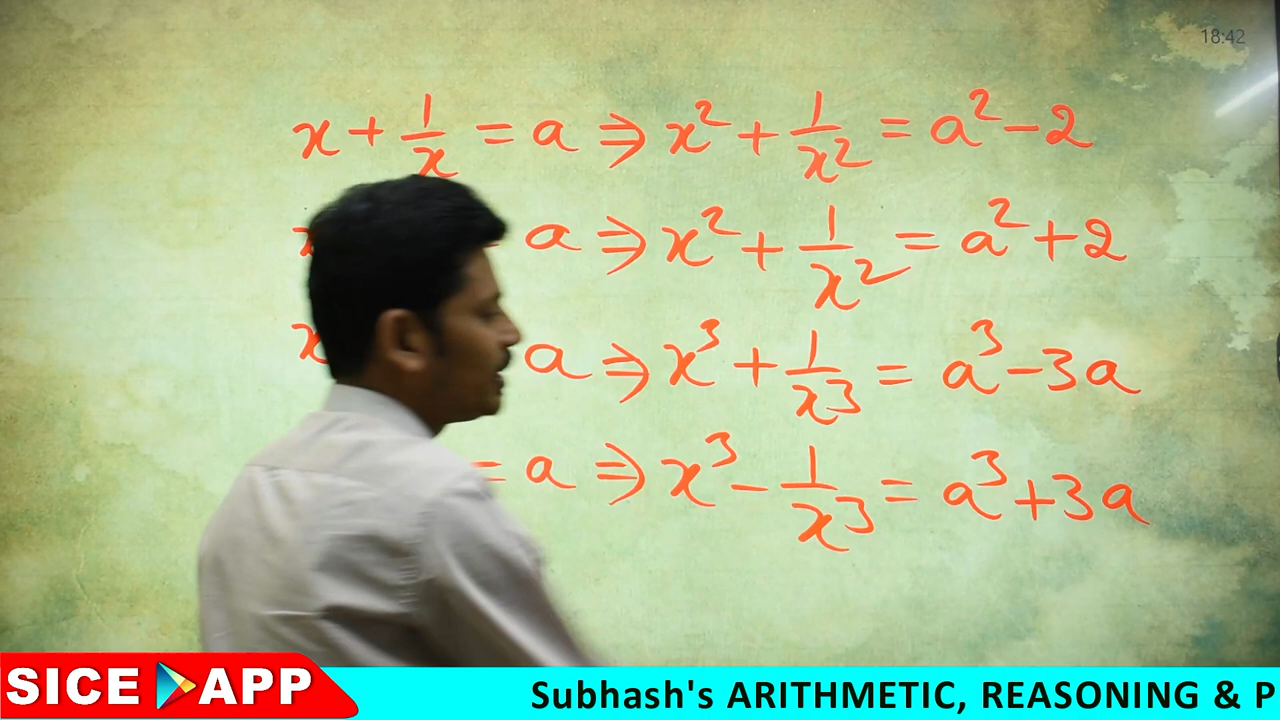 18:42
x + 1/x = a ⇒ x² + 1/x² = a² - 2
x = a ⇒ x² + 1/x² = a² + 2
x = a ⇒ x³ + 1/x³ = a³ - 3a
= a ⇒ x³ - 1/x³ = a³ + 3a
SICE APP
Subhash's ARITHMETIC, REASONING & P